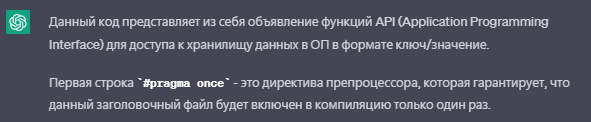 Данный код представляет из себя объявление функций API (Application Programming
Interface) для доступа к хранилищу данных в ОП в формате ключ/значение.
Первая строка `#pragma once` - это директива препроцессора, которая гарантирует, что
данный заголовочный файл будет включен в компиляцию только один раз.